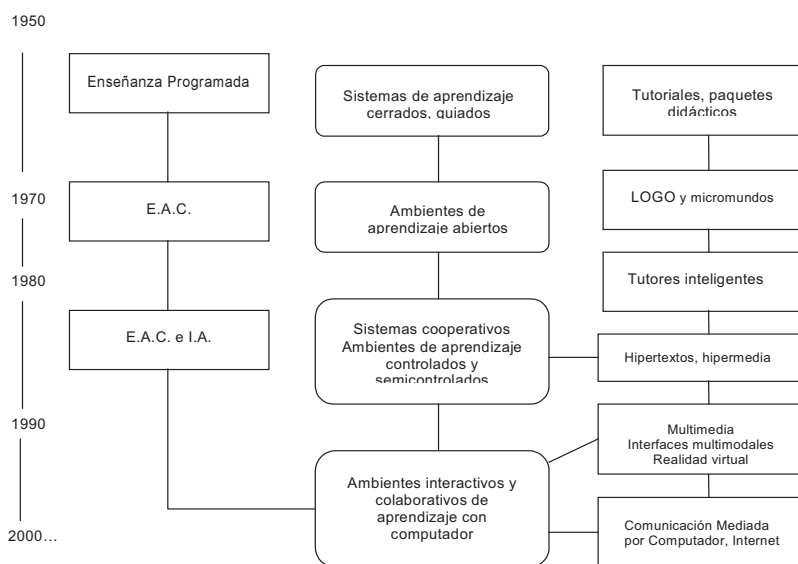 1950
Enseñanza Programada
Sistemas de aprendizaje
cerrados, guiados
Tutoriales, paquetes
didácticos
1970
E.A.C.
Ambientes de
aprendizaje abiertos
LOGO y micromundos
1980
Tutores inteligentes
E.A.C. e I.A.
Sistemas cooperativos
Ambientes de aprendizaje
controlados y
semicontrolados
Hipertextos, hipermedia
1990
Multimedia
Interfaces multimodales
Realidad virtual
Ambientes interactivos y
colaborativos de
aprendizaje con
computador
2000...
Comunicación Mediada
por Computador, Internet